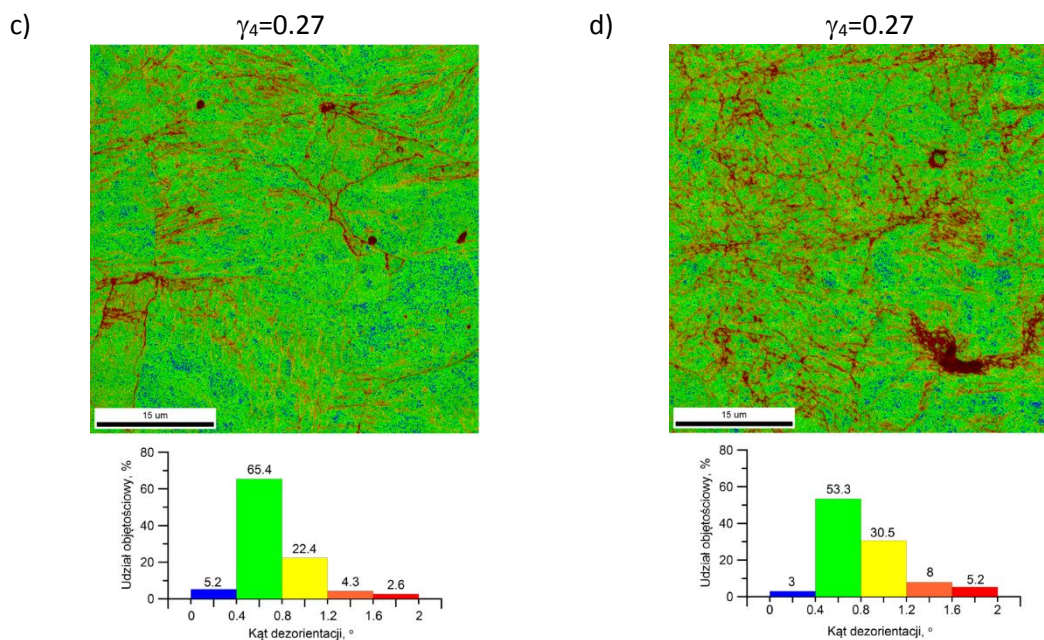 c)
γ₄=0.27
d)
γ₄=0.27
15 um
15 um
Udział objętościowy, %
80
60
40
20
0
5.2
65.4
22.4
4.3
2.6
0 0.4 0.8 1.2 1.6 2
Kąt dezorientacji, °
Udział objętościowy, %
80
60
40
20
0
3
53.3
30.5
8
5.2
0 0.4 0.8 1.2 1.6 2
Kąt dezorientacji, °